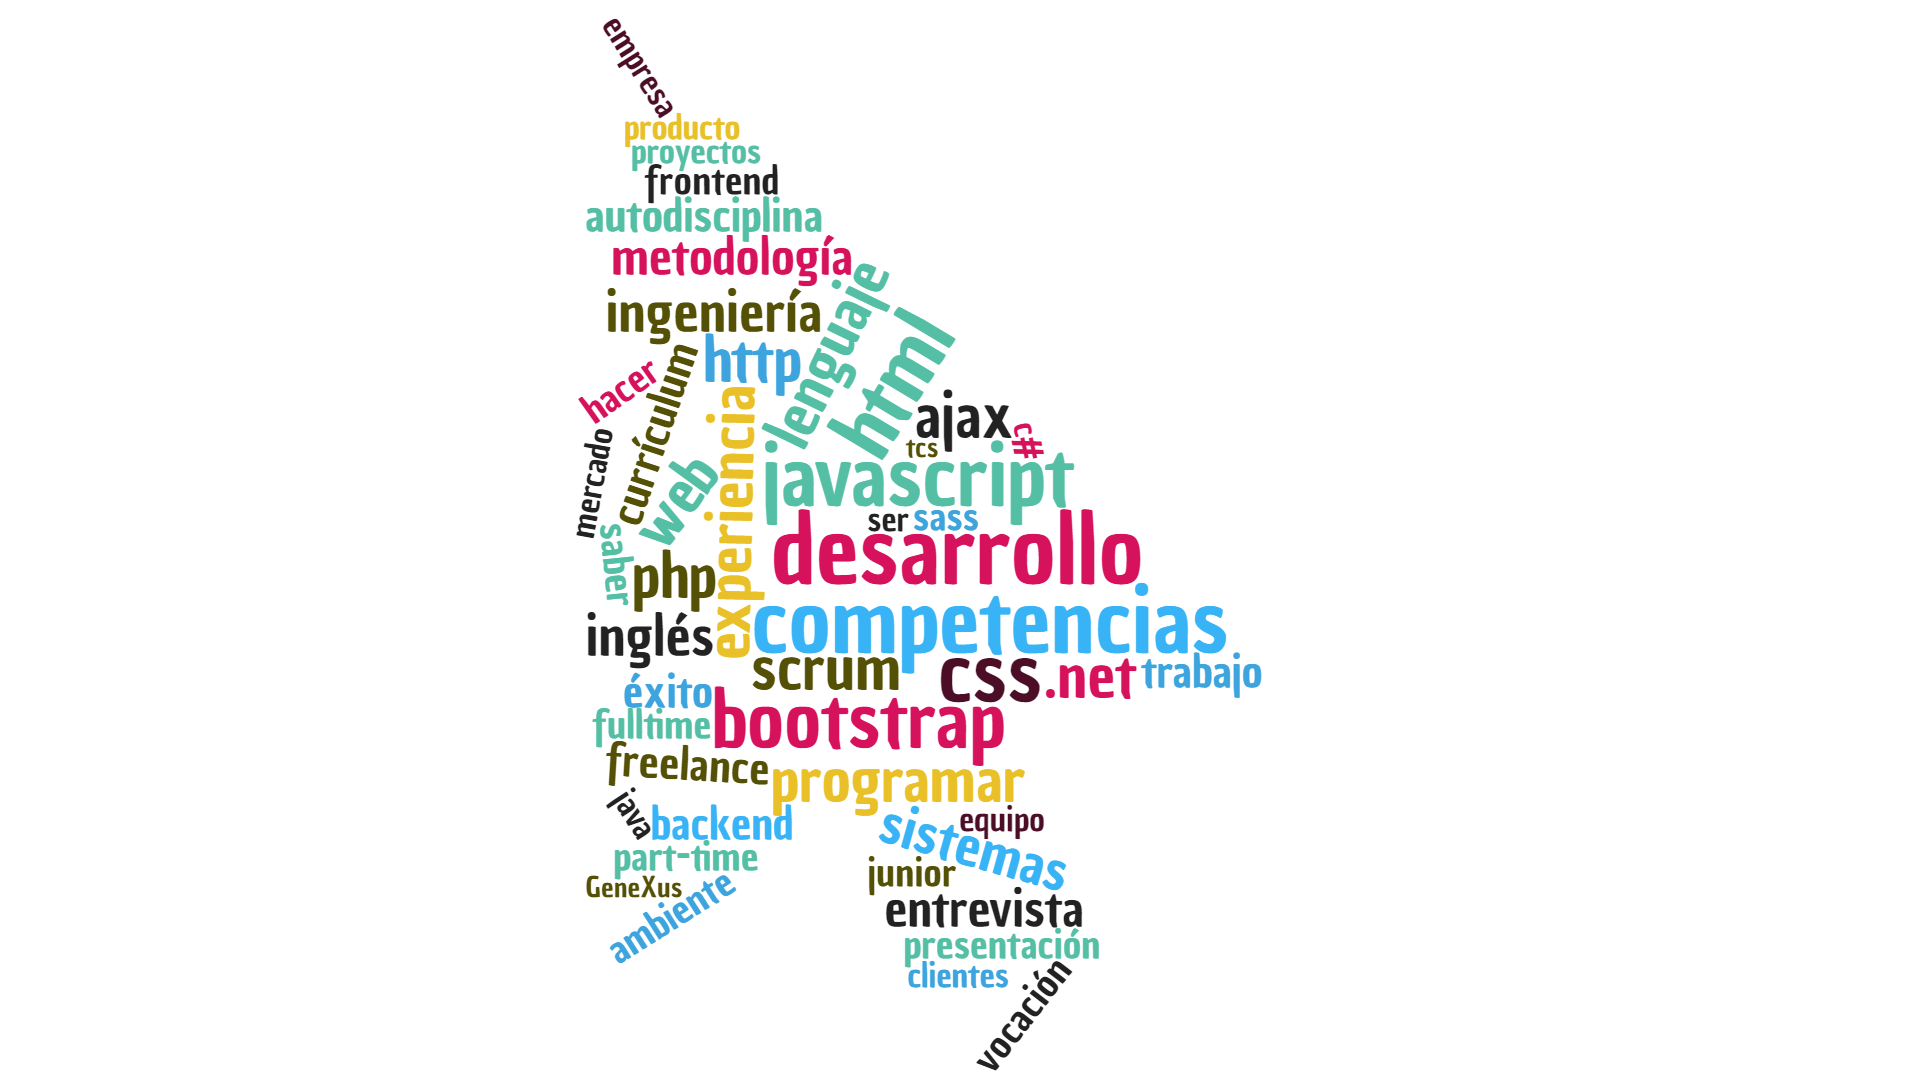 empresa
producto
proyectos
frontend
autodisciplina
metodología
ingeniería
lenguaje
html
http
hacer
currículum
experiencia
ajax
c#
tcs
mercado
web
javascript
ser
sass
saber
desarrollo
php
competencias
inglés
scrum
css
.net
trabajo
éxito
bootstrap
fulltime
freelance
programar
java
backend
sistemas
equipo
part-time
junior
GeneXus
ambiente
entrevista
presentación
clientes
vocación